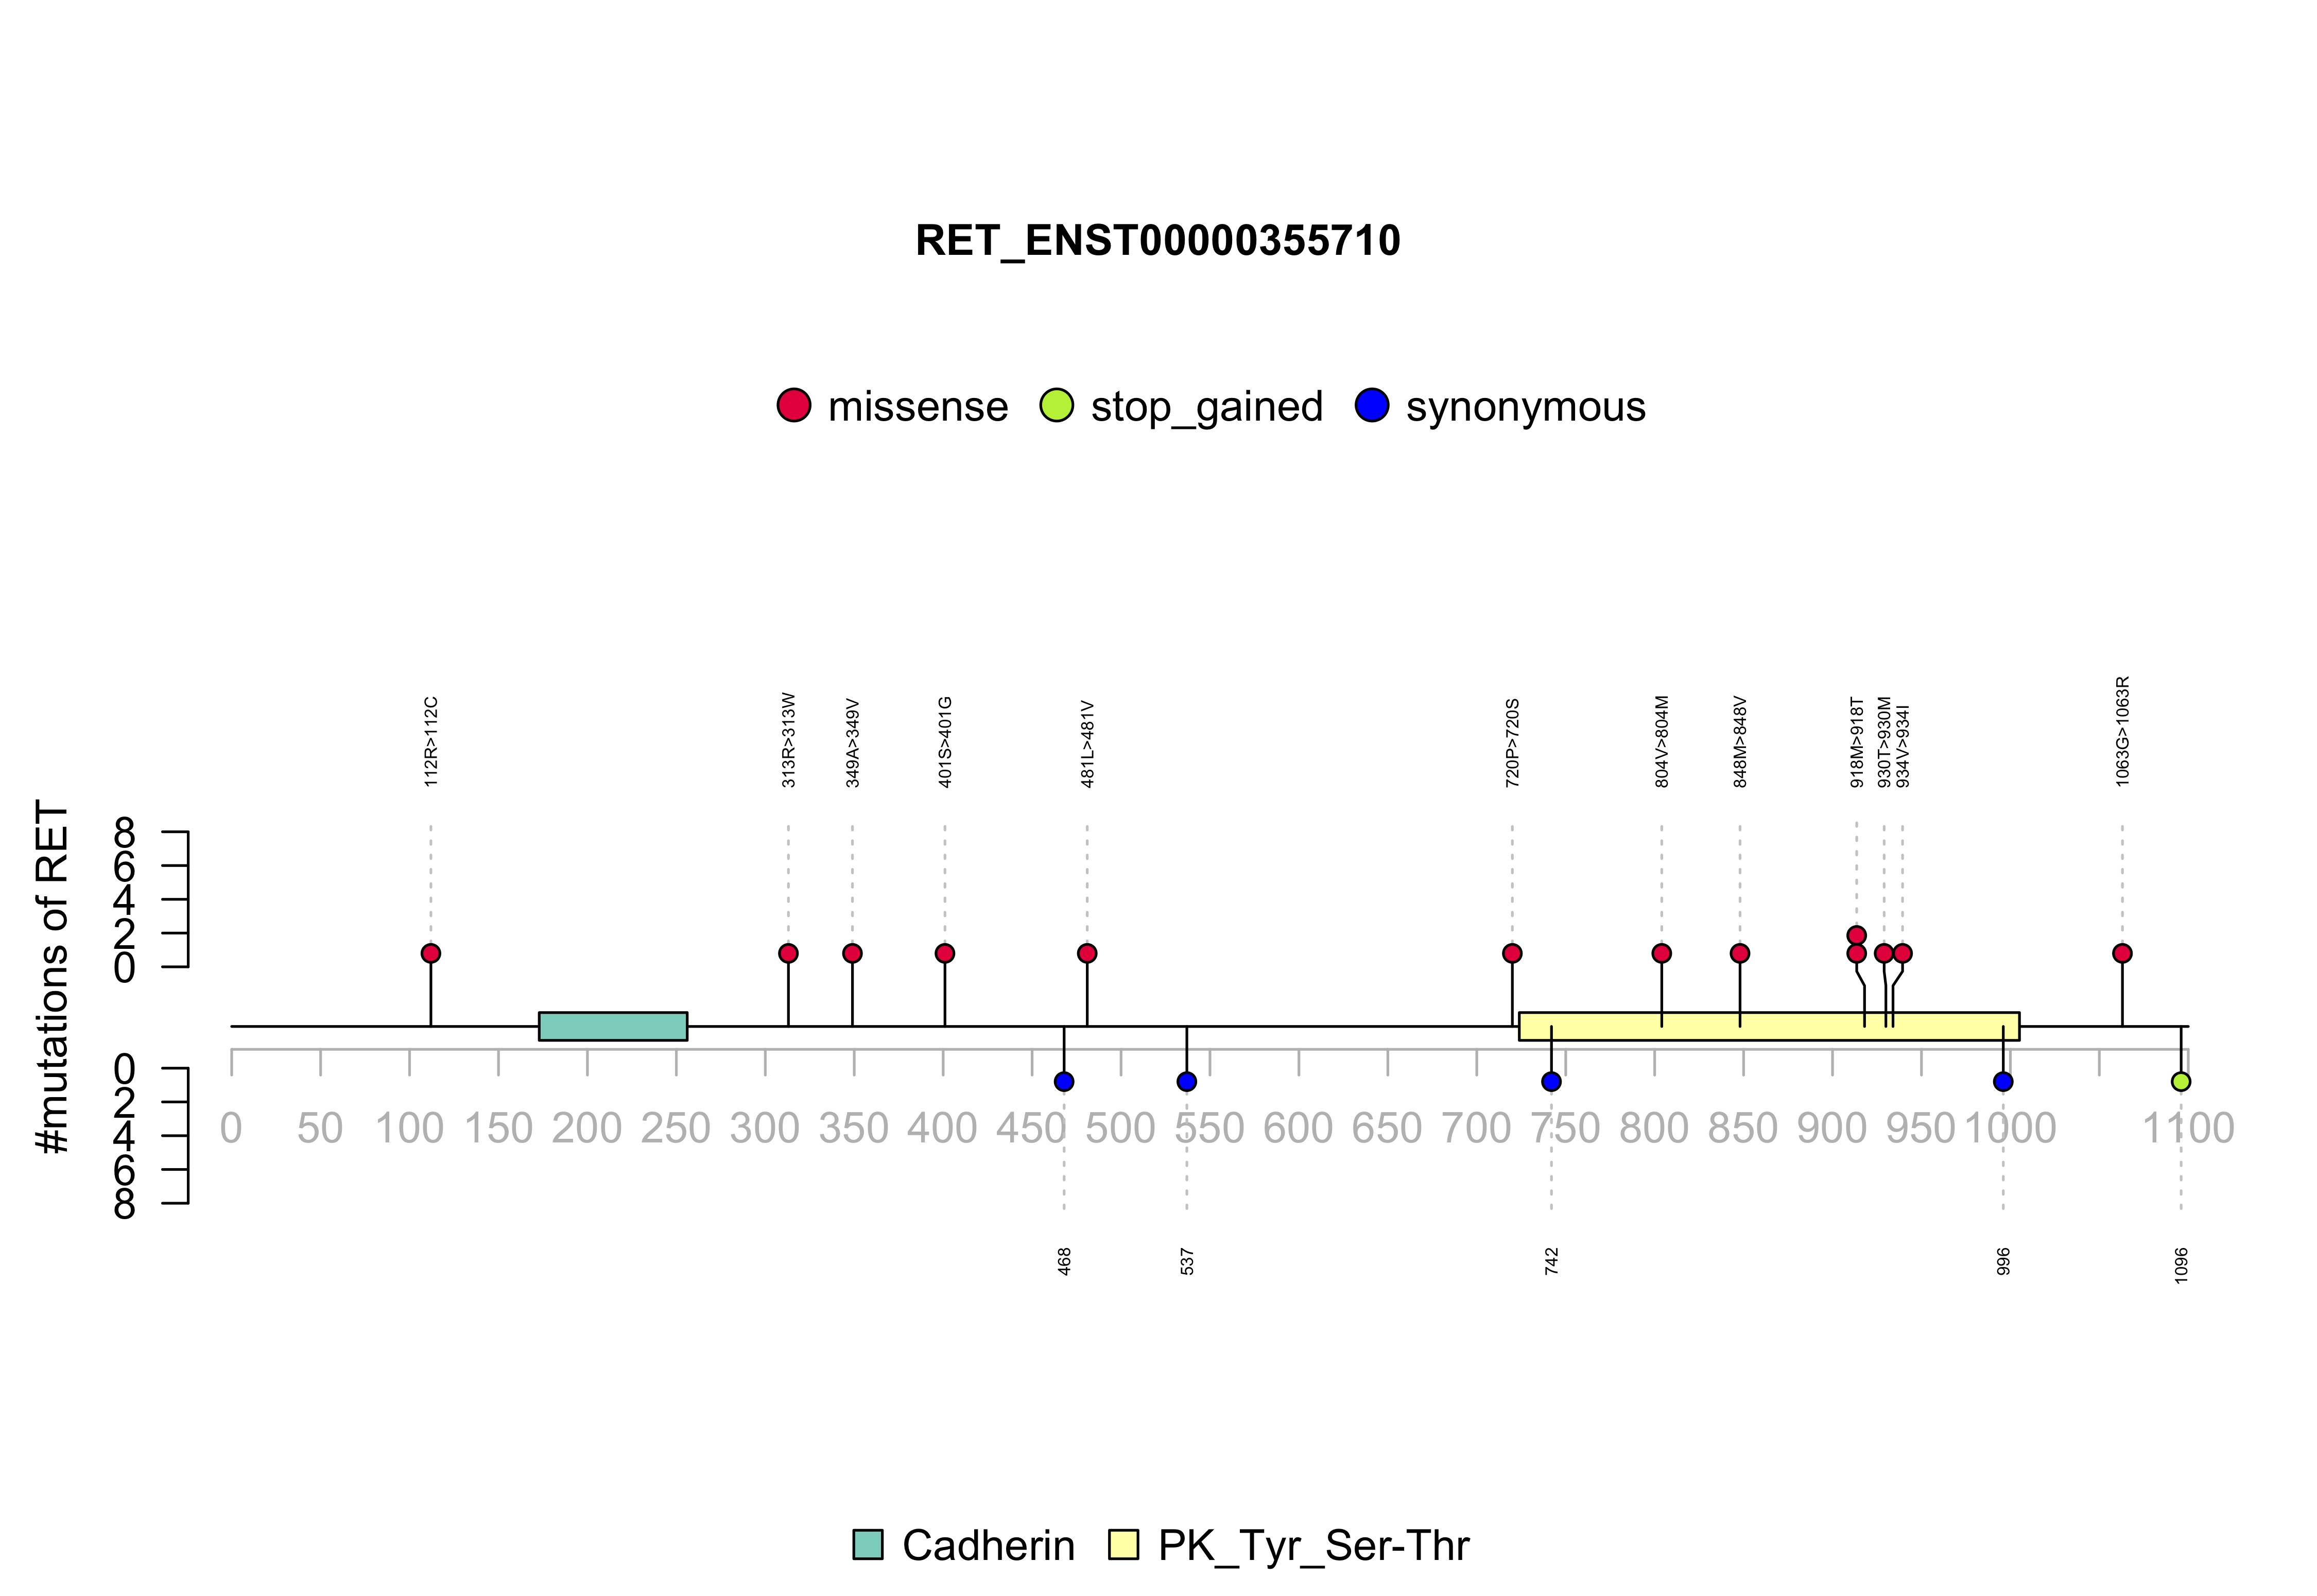 RET_ENST00000355710
missense stop_gained synonymous
112R>112C
313R>313W
349A>349V
401S>401G
481L>481V
720P>720S
804V>804M
848M>848V
918M>918T
930T>930M
934V>934I
1063G>1063R
#mutations of RET
8
6
4
2
0
0
2
4
6
8
0 50 100 150 200 250 300 350 400 450 500 550 600 650 700 750 800 850 900 950 1000 1100
468
537
742
996
1096
Cadherin PK_Tyr_Ser-Thr